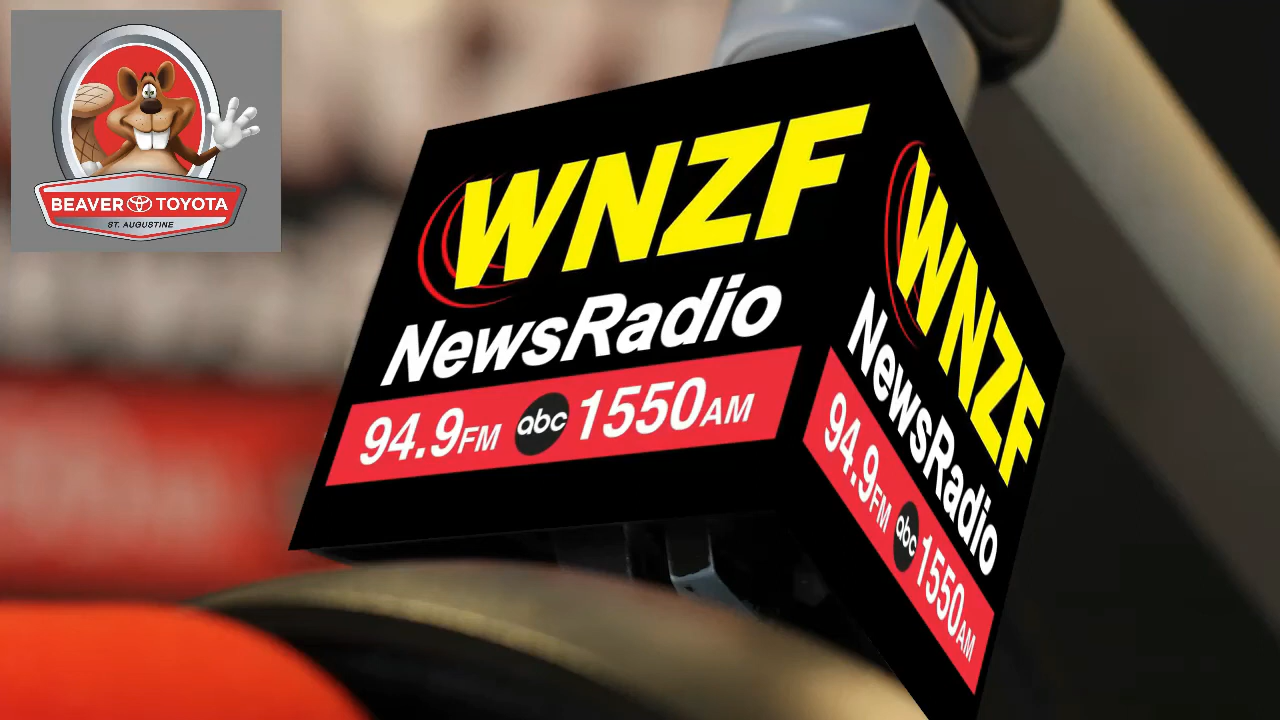 BEAVER TOYOTA
ST. AUGUSTINE
WNZF
NewsRadio
94.9FM abc 1550AM
WNZF
NewsRadio
94.9FM abc 1550AM